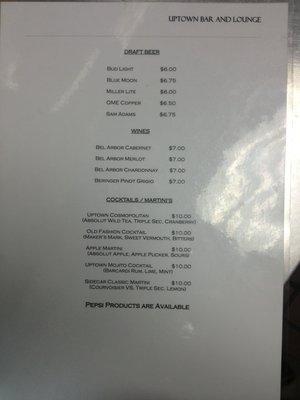 UPTOWN BAR AND LOUNGE
DRAFT BEER
BUD LIGHT $6.00
BLUE MOON $6.75
MILLER LITE $6.00
OME COPPER $6.50
SAM ADAMS $6.75
WINES
BEL ARBOR CABERNET $7.00
BEL ARBOR MERLOT $7.00
BEL ARBOR CHARDONNAY $7.00
BERINGER PINOT GRIGIO $7.00
COCKTAILS / MARTINI'S
UPTOWN COSMOPOLITAN $10.00
(ABSOLUT WILD TEA, TRIPLE SEC, CRANBERRY)
OLD FASHION COCKTAIL $10.00
(MAKER'S MARK, SWEET VERMOUTH, BITTERS)
APPLE MARTINI $10.00
(ABSOLUT APPLE, APPLE PUCKER, SOURS)
UPTOWN MOJITO COCKTAIL $10.00
(BARCARDI RUM, LIME, MINT)
SIDECAR CLASSIC MARTINI $10.00
(COURVOISIER VS, TRIPLE SEC, LEMON)
PEPSI PRODUCTS ARE AVAILABLE